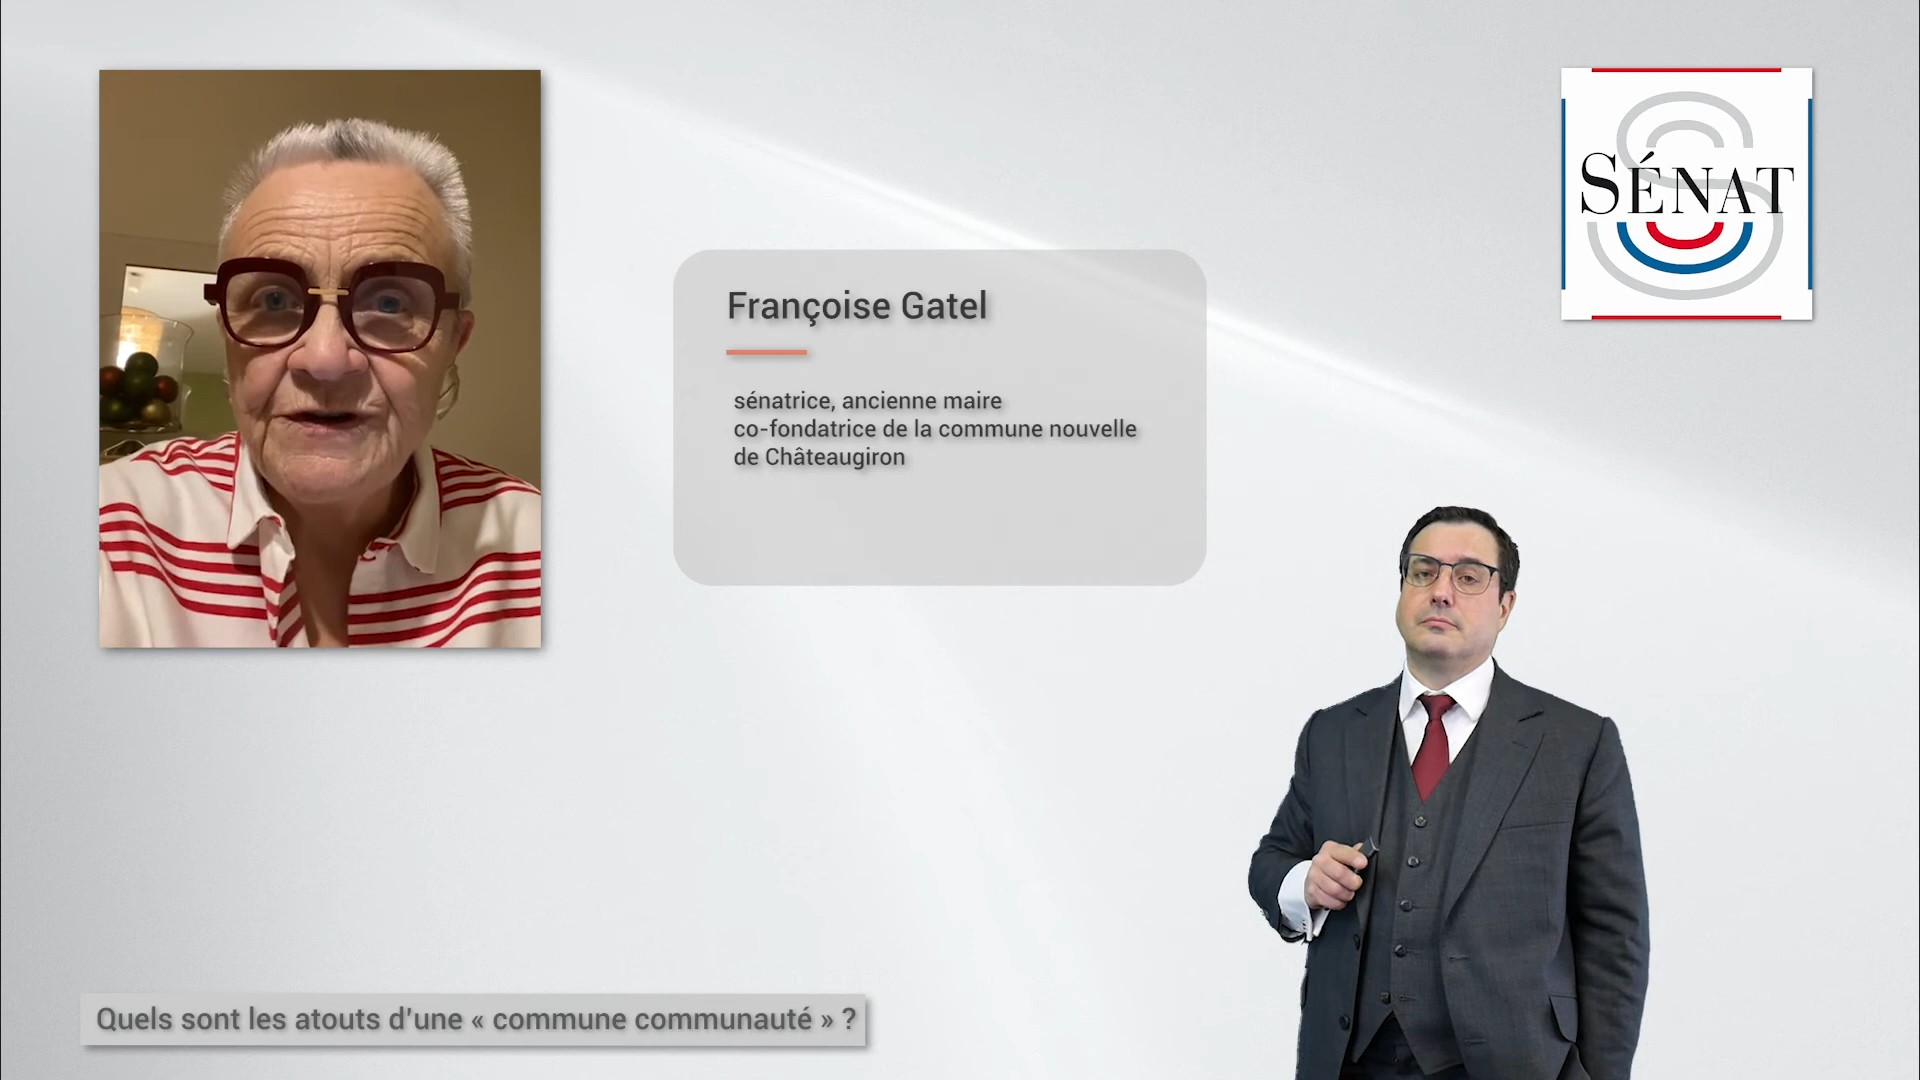 SÉNAT
Françoise Gatel
sénatrice, ancienne maire
co-fondatrice de la commune nouvelle
de Châteaugiron
Quels sont les atouts d'une « commune communauté » ?